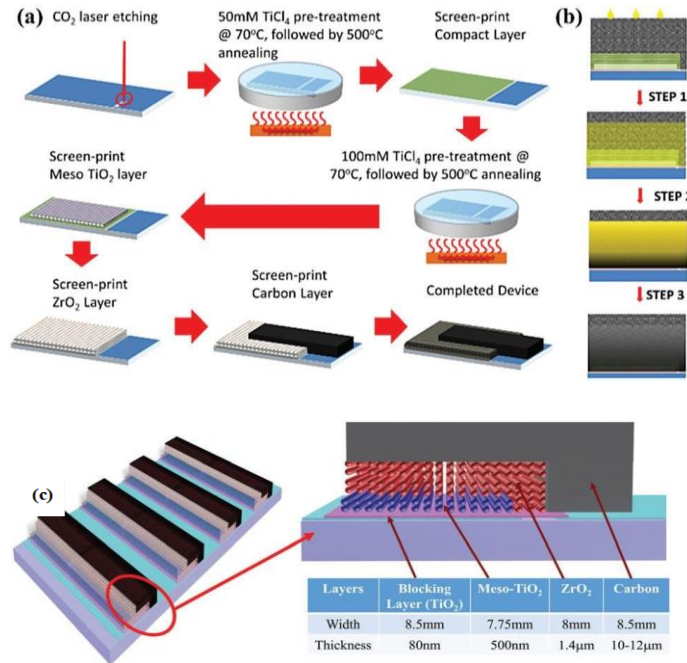 (a)
CO₂ laser etching
50mM TiCl₄ pre-treatment
@ 70°C, followed by 500°C
annealing
Screen-print
Compact Layer
Screen-print
Meso TiO₂ layer
100mM TiCl₄ pre-treatment @
70°C, followed by 500°C annealing
Screen-print
ZrO₂ Layer
Screen-print
Carbon Layer
Completed Device
(b)
STEP 1
STEP 2
STEP 3
(c)
Layers Blocking Layer (TiO₂) Meso-TiO₂ ZrO₂ Carbon
Width 8.5mm 7.75mm 8mm 8.5mm
Thickness 80nm 500nm 1.4μm 10-12μm